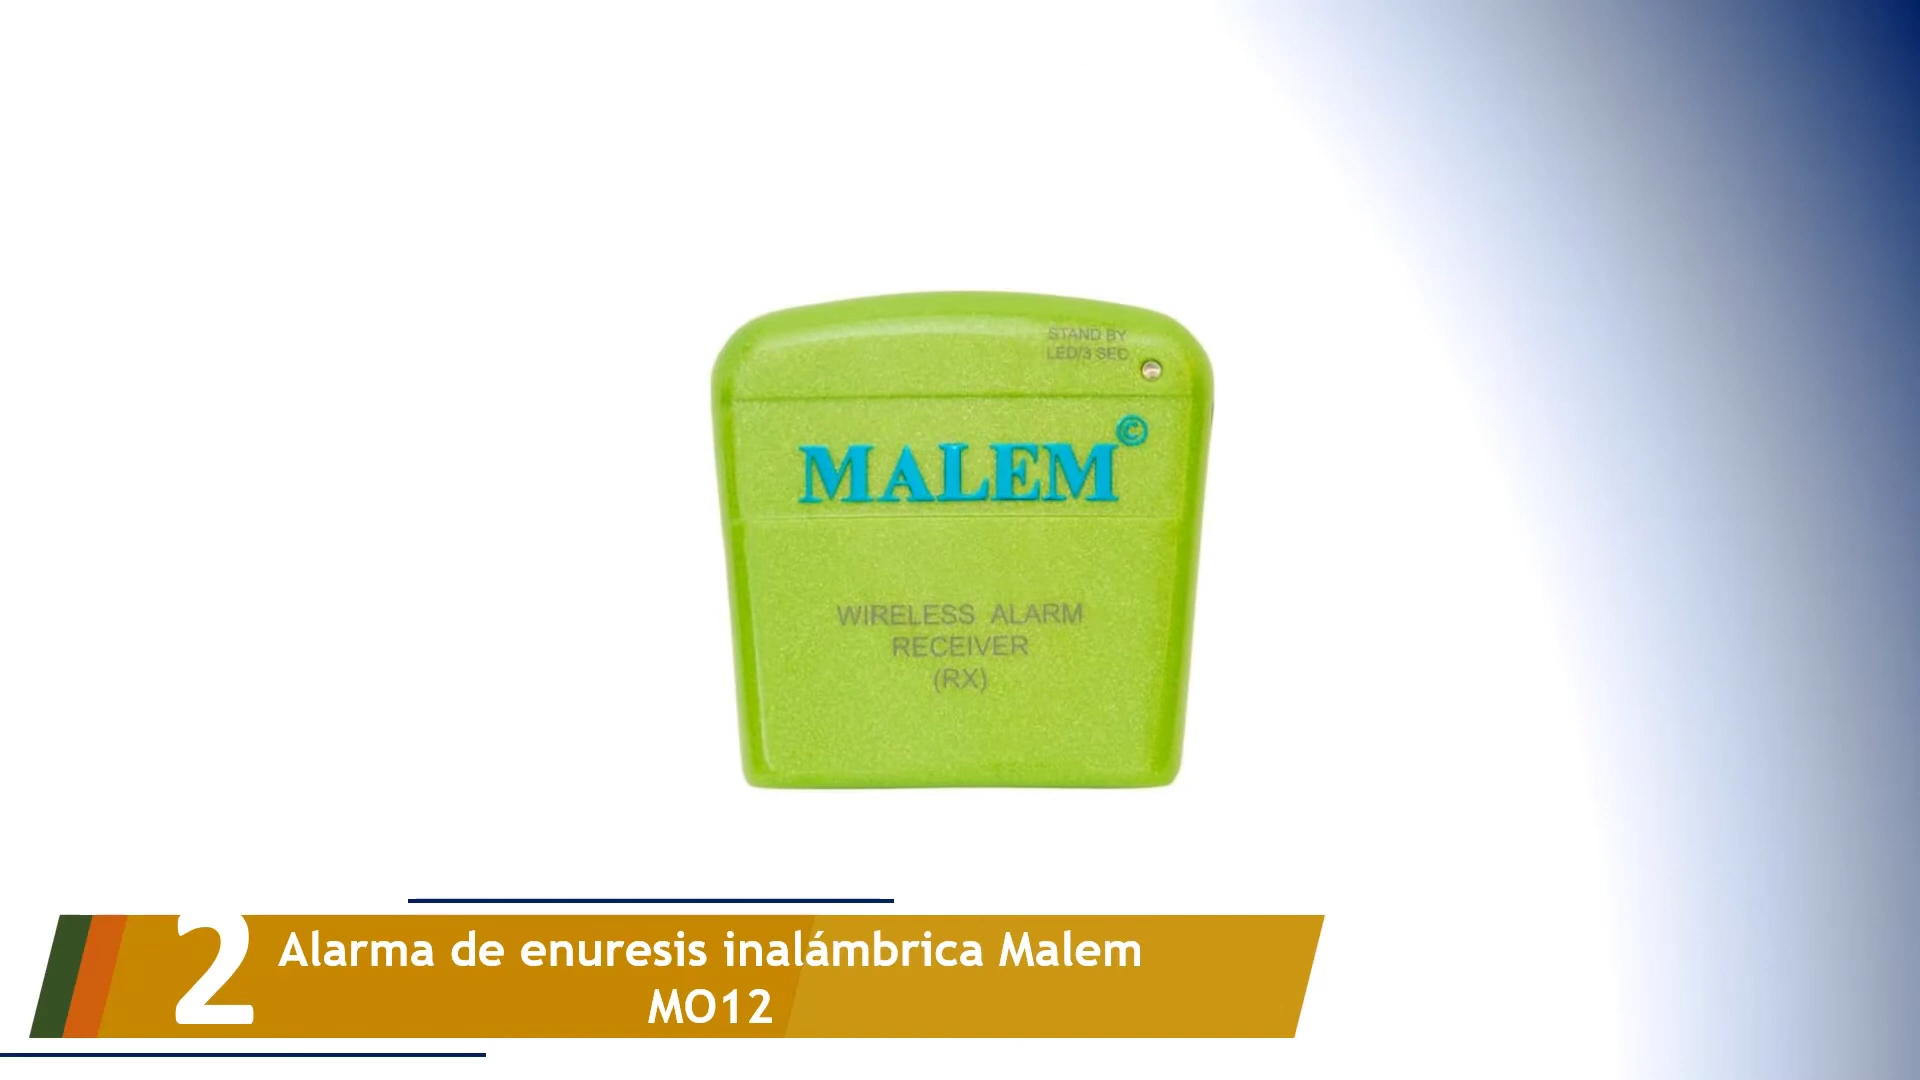 STAND BY
LED/3 SEC
MALEM©
WIRELESS ALARM
RECEIVER
(RX)
2
Alarma de enuresis inalámbrica Malem
MO12